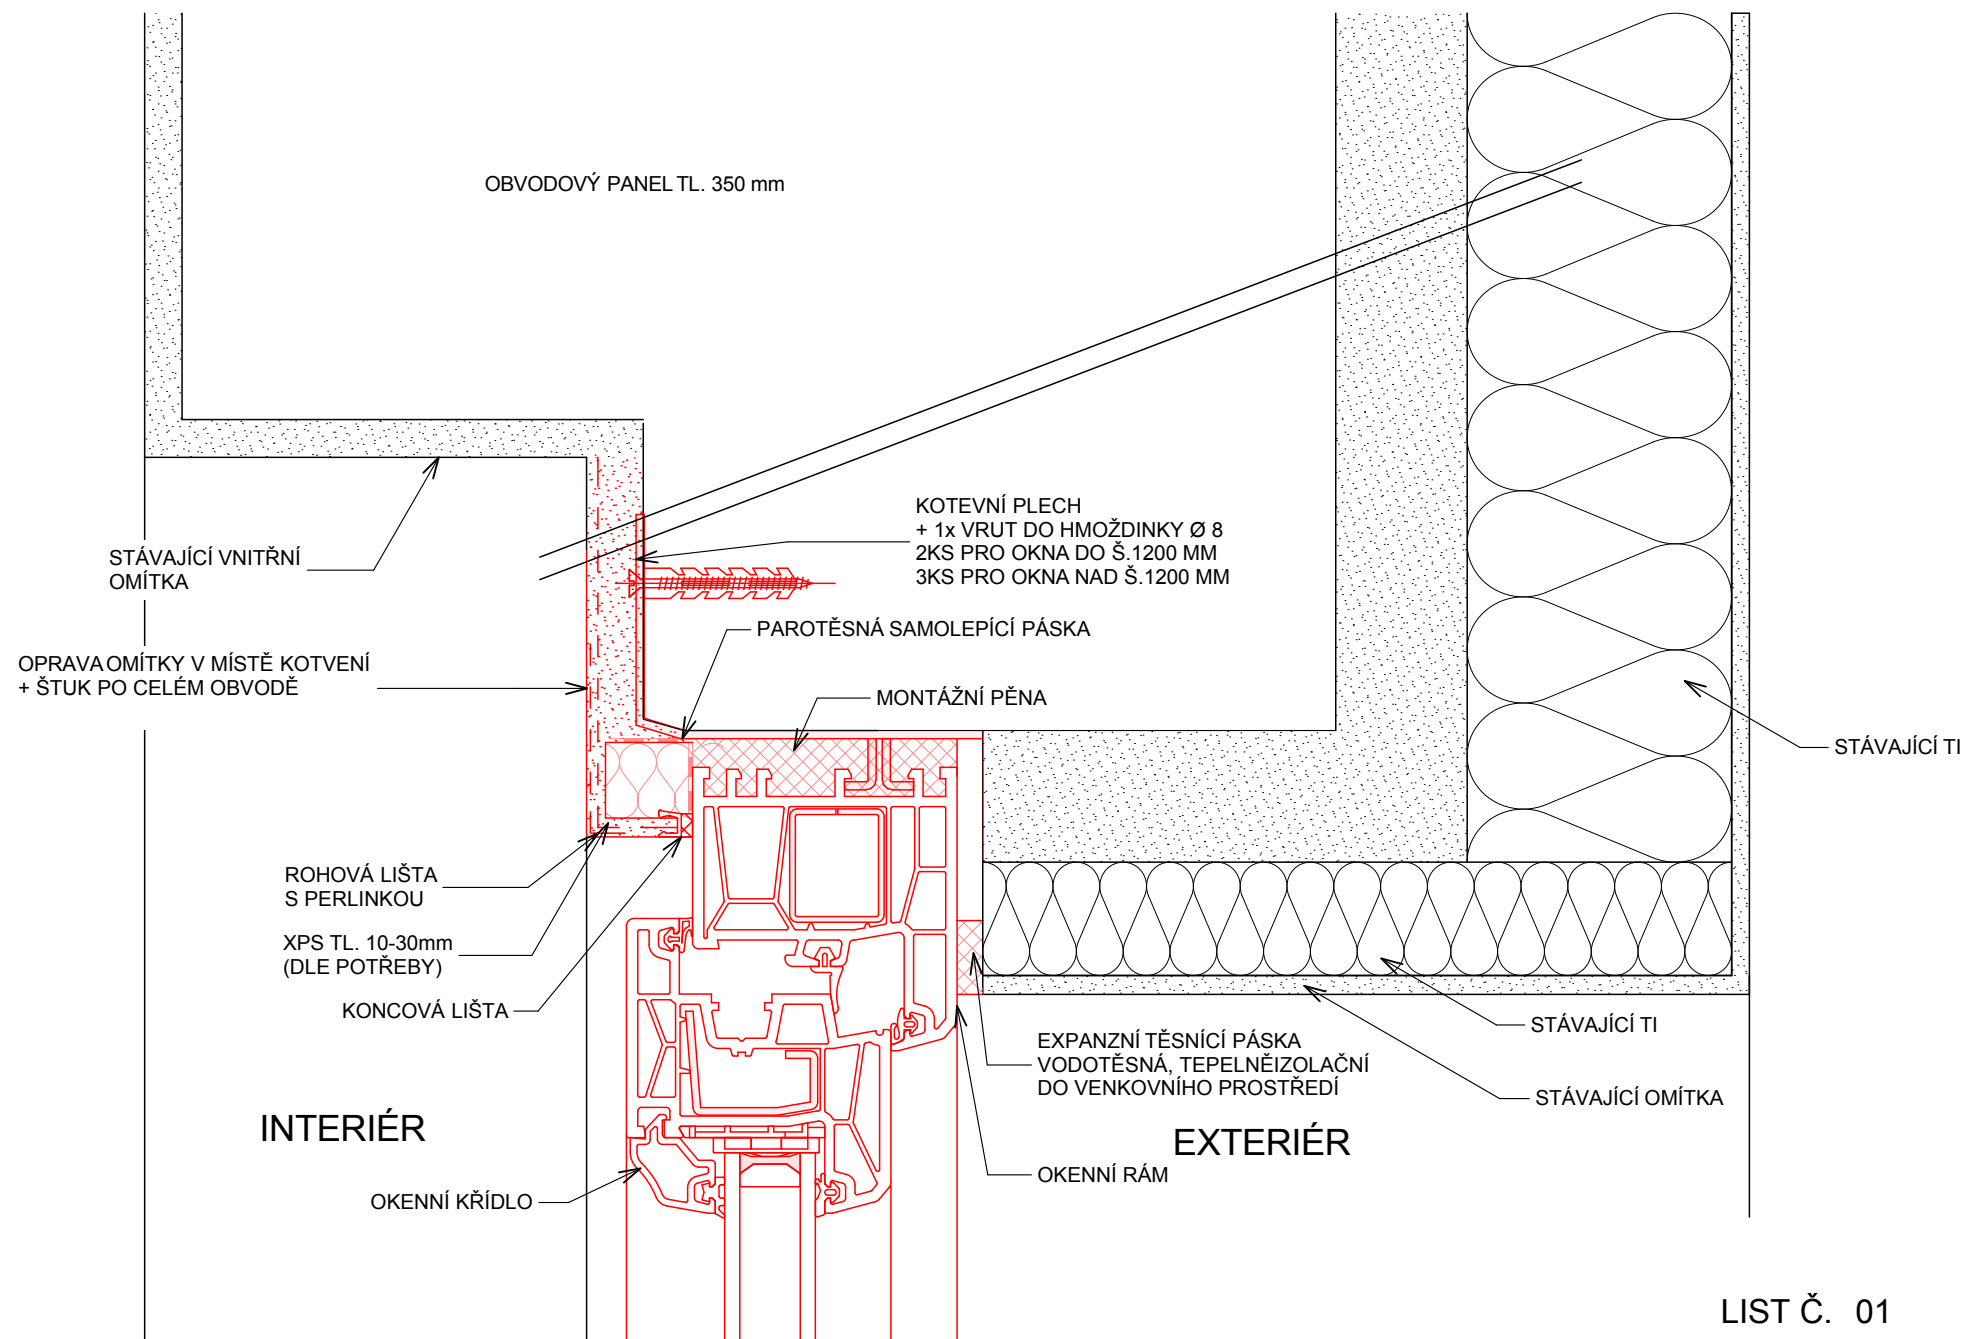 OBVODOVÝ PANEL TL. 350 mm
KOTEVNÍ PLECH
+ 1x VRUT DO HMOŽDINKY Ø 8
2KS PRO OKNA DO Š.1200 MM
3KS PRO OKNA NAD Š.1200 MM
STÁVAJÍCÍ VNITŘNÍ
OMÍTKA
PAROTĚSNÁ SAMOLEPÍCÍ PÁSKA
OPRAVA OMÍTKY V MÍSTĚ KOTVENÍ
+ ŠTUK PO CELÉM OBVODĚ
MONTÁŽNÍ PĚNA
STÁVAJÍCÍ TI
ROHOVÁ LIŠTA
S PERLINKOU
XPS TL. 10-30mm
(DLE POTŘEBY)
KONCOVÁ LIŠTA
STÁVAJÍCÍ TI
EXPANZNÍ TĚSNÍCÍ PÁSKA
VODOTĚSNÁ, TEPELNĚIZOLAČNÍ
DO VENKOVNÍHO PROSTŘEDÍ
STÁVAJÍCÍ OMÍTKA
INTERIÉR
EXTERIÉR
OKENNÍ RÁM
OKENNÍ KŘÍDLO
LIST Č. 01